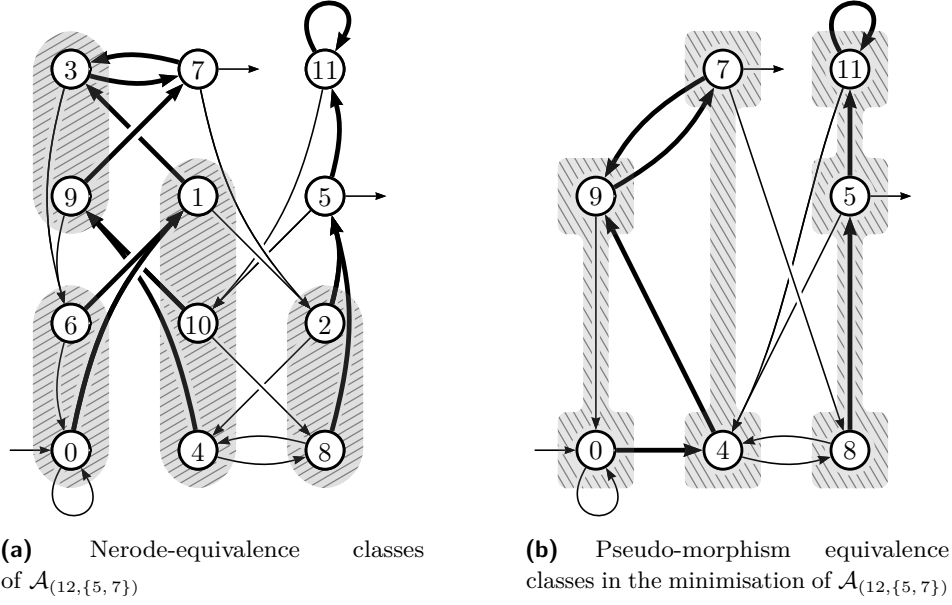 3 7 11
9 1 5
6 10 2
0 4 8
(a) Nerode-equivalence classes
of A(12,{5, 7})
7 11
9 5
0 4 8
(b) Pseudo-morphism equivalence
classes in the minimisation of A(12,{5, 7})